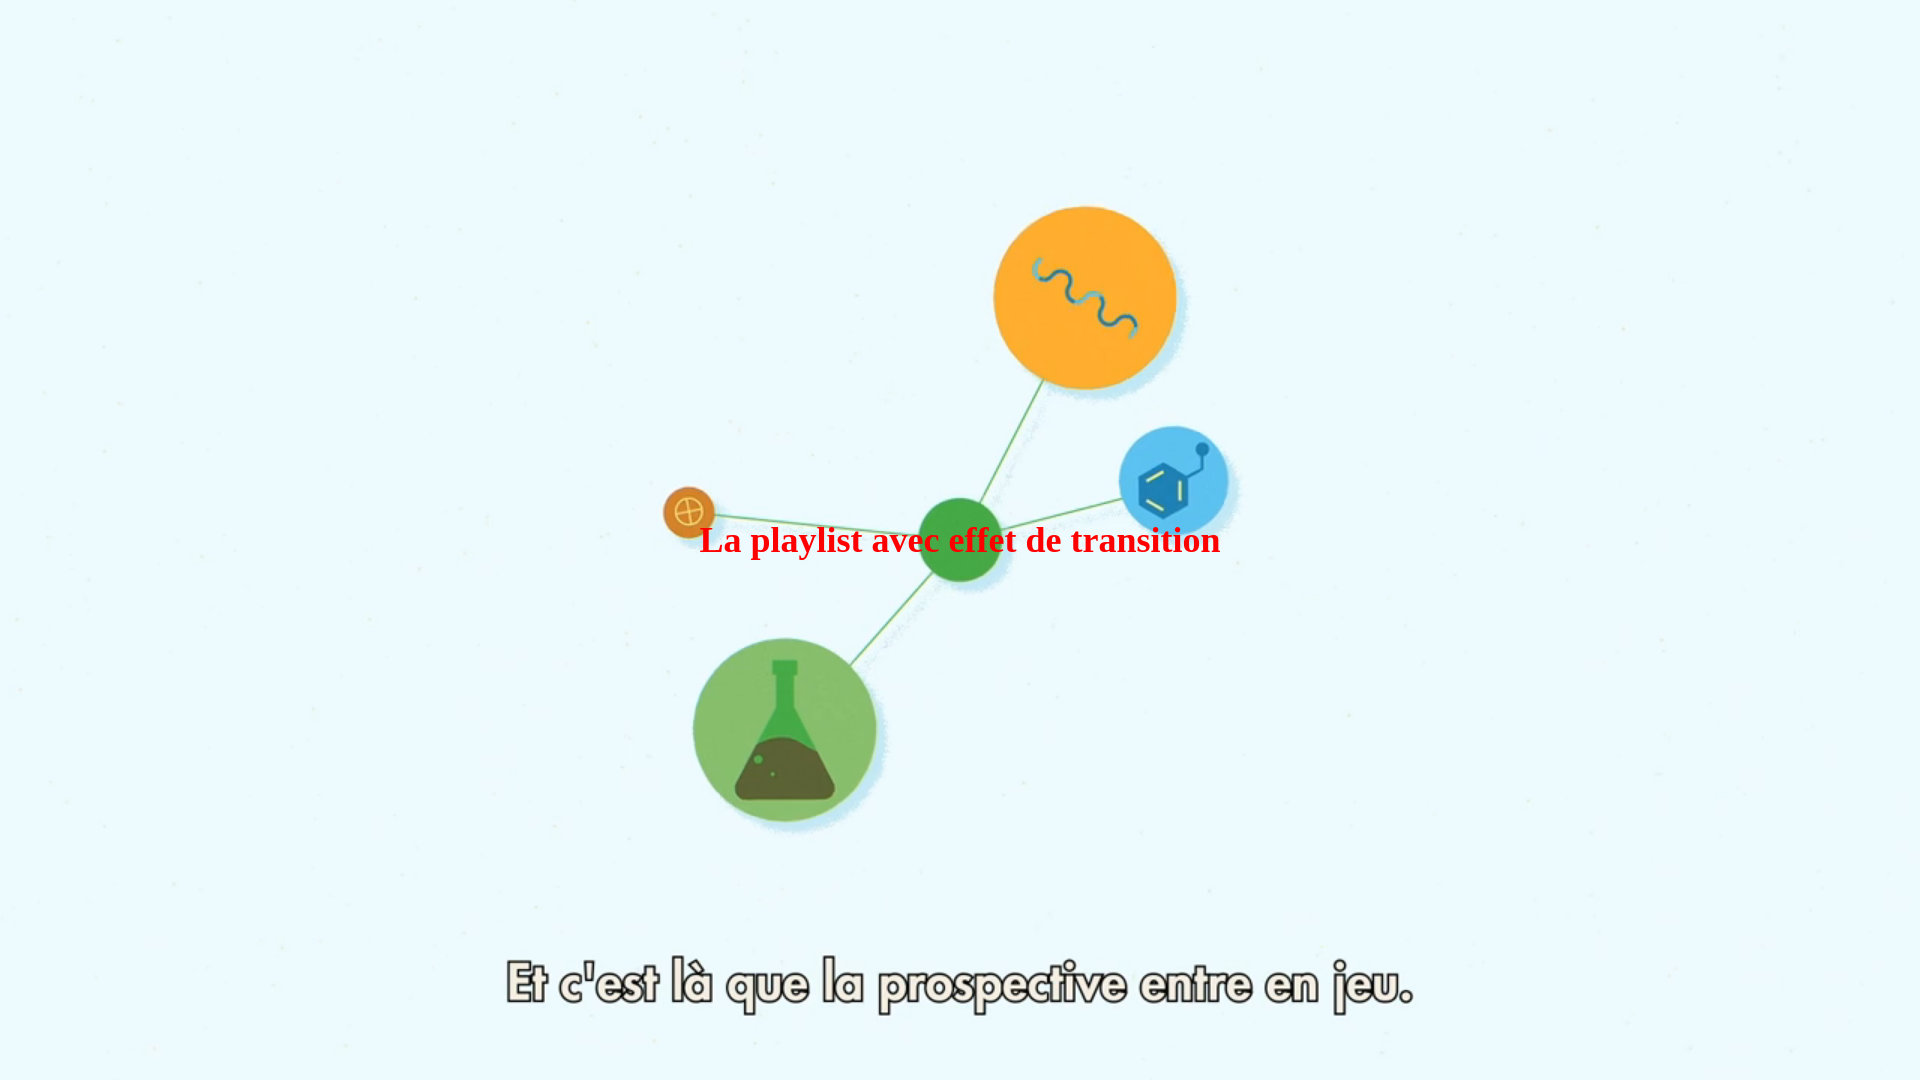 La playlist avec effet de transition
Et c'est là que la prospective entre en jeu.